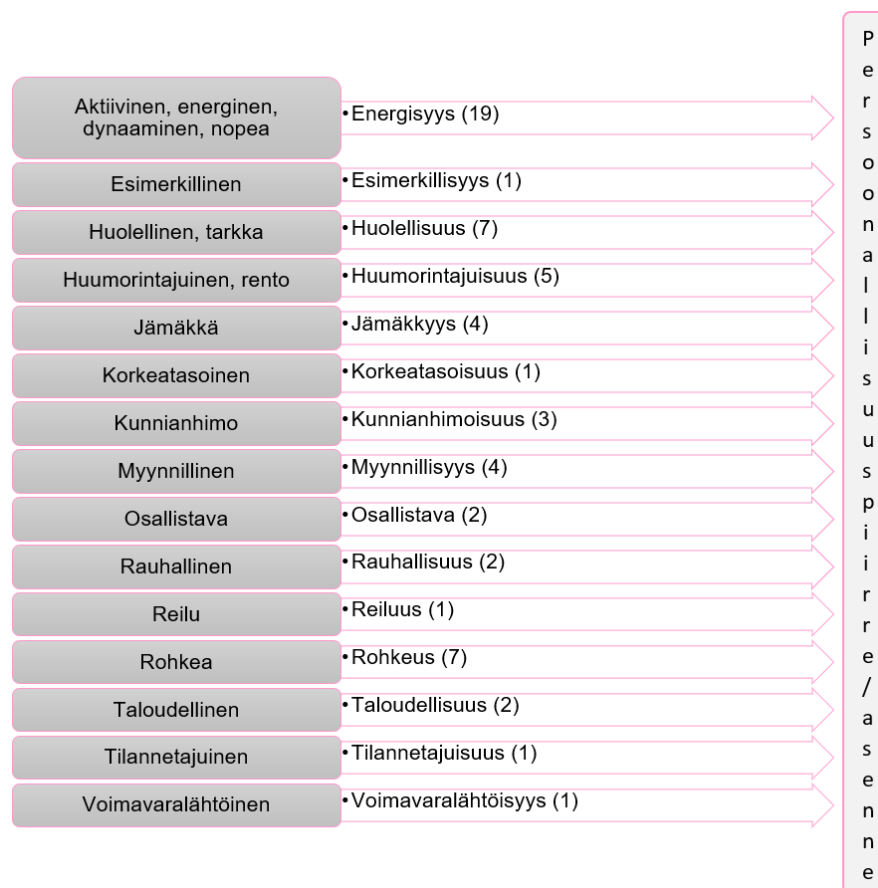 Aktiivinen, energinen,
dynaaminen, nopea
•Energisyys (19)
Esimerkillinen
•Esimerkillisyys (1)
Huolellinen, tarkka
•Huolellisuus (7)
Huumorintajuinen, rento
•Huumorintajuisuus (5)
Jämäkkä
•Jämäkkyys (4)
Korkeatasoinen
•Korkeatasoisuus (1)
Kunnianhimo
•Kunnianhimoisuus (3)
Myynnillinen
•Myynnillisyys (4)
Osallistava
•Osallistava (2)
Rauhallinen
•Rauhallisuus (2)
Reilu
•Reiluus (1)
Rohkea
•Rohkeus (7)
Taloudellinen
•Taloudellisuus (2)
Tilannetajuinen
•Tilannetajuisuus (1)
Voimavaralähtöinen
•Voimavaralähtöisyys (1)
Persoonallisuuspiirre/asenne